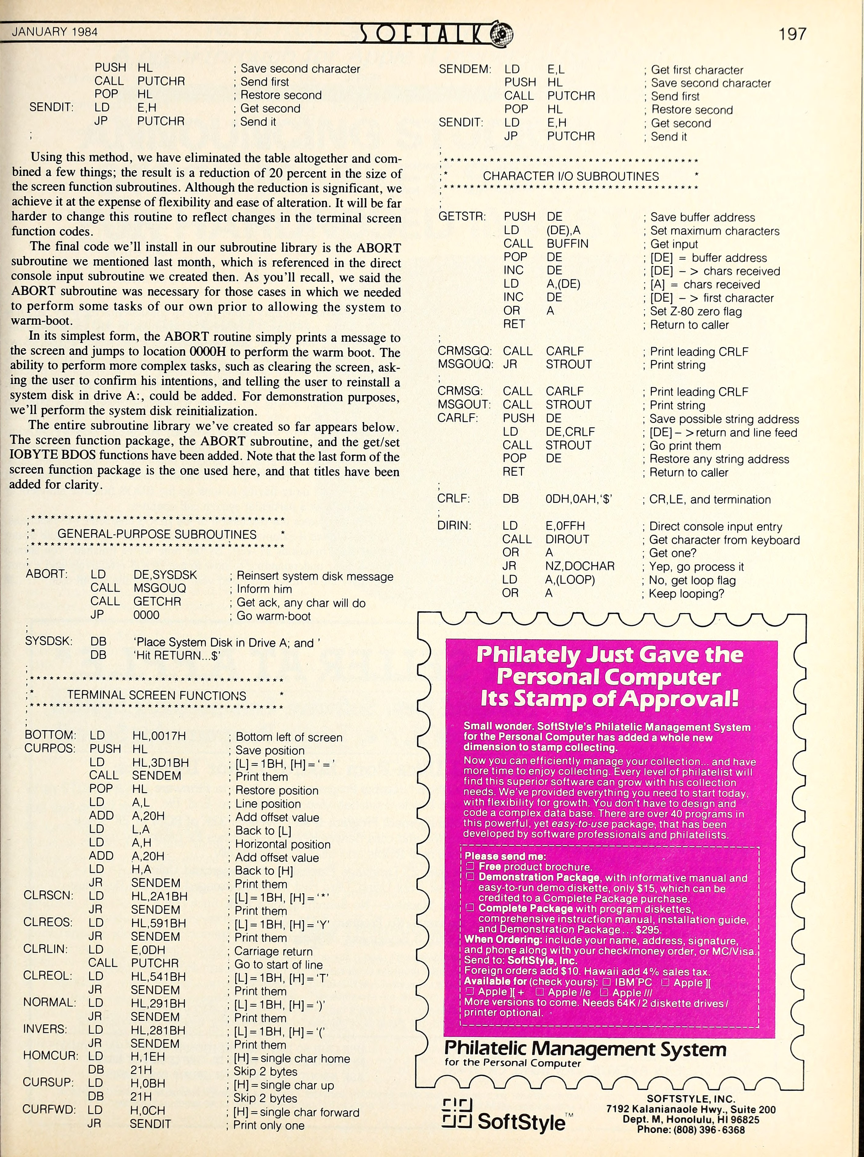 JANUARY 1984
SOFTALK
197
PUSH HL ; Save second character
CALL PUTCHR ; Send first
POP HL ; Restore second
SENDIT: LD E,H ; Get second
JP PUTCHR ; Send it
;
Using this method, we have eliminated the table altogether and com-
bined a few things; the result is a reduction of 20 percent in the size of
the screen function subroutines. Although the reduction is significant, we
achieve it at the expense of flexibility and ease of alteration. It will be far
harder to change this routine to reflect changes in the terminal screen
function codes.
The final code we'll install in our subroutine library is the ABORT
subroutine we mentioned last month, which is referenced in the direct
console input subroutine we created then. As you'll recall, we said the
ABORT subroutine was necessary for those cases in which we needed
to perform some tasks of our own prior to allowing the system to
warm-boot.
In its simplest form, the ABORT routine simply prints a message to
the screen and jumps to location 0000H to perform the warm boot. The
ability to perform more complex tasks, such as clearing the screen, ask-
ing the user to confirm his intentions, and telling the user to reinstall a
system disk in drive A:, could be added. For demonstration purposes,
we'll perform the system disk reinitialization.
The entire subroutine library we've created so far appears below.
The screen function package, the ABORT subroutine, and the get/set
IOBYTE BDOS functions have been added. Note that the last form of the
screen function package is the one used here, and that titles have been
added for clarity.
;****************************************
;* GENERAL-PURPOSE SUBROUTINES *
;****************************************
;
ABORT: LD DE,SYSDSK ; Reinsert system disk message
CALL MSGOUQ ; Inform him
CALL GETCHR ; Get ack, any char will do
JP 0000 ; Go warm-boot
;
SYSDSK: DB 'Place System Disk in Drive A; and '
DB 'Hit RETURN...$'
;
;****************************************
;* TERMINAL SCREEN FUNCTIONS *
;****************************************
;
BOTTOM: LD HL,0017H ; Bottom left of screen
CURPOS: PUSH HL ; Save position
LD HL,3D1BH ; [L]=1BH, [H]='='
CALL SENDEM ; Print them
POP HL ; Restore position
LD A,L ; Line position
ADD A,20H ; Add offset value
LD L,A ; Back to [L]
LD A,H ; Horizontal position
ADD A,20H ; Add offset value
LD H,A ; Back to [H]
JR SENDEM ; Print them
CLRSCN: LD HL,2A1BH ; [L]=1BH, [H]='*'
JR SENDEM ; Print them
CLREOS: LD HL,591BH ; [L]=1BH, [H]='Y'
JR SENDEM ; Print them
CLRLIN: LD E,0DH ; Carriage return
CALL PUTCHR ; Go to start of line
CLREOL: LD HL,541BH ; [L]=1BH, [H]='T'
JR SENDEM ; Print them
NORMAL: LD HL,291BH ; [L]=1BH, [H]=')'
JR SENDEM ; Print them
INVERS: LD HL,281BH ; [L]=1BH, [H]='('
JR SENDEM ; Print them
HOMCUR: LD H,1EH ; [H]=single char home
DB 21H ; Skip 2 bytes
CURSUP: LD H,0BH ; [H]=single char up
DB 21H ; Skip 2 bytes
CURFWD: LD H,0CH ; [H]=single char forward
JR SENDIT ; Print only one
SENDEM: LD E,L ; Get first character
PUSH HL ; Save second character
CALL PUTCHR ; Send first
POP HL ; Restore second
SENDIT: LD E,H ; Get second
JP PUTCHR ; Send it
;
;****************************************
;* CHARACTER I/O SUBROUTINES *
;****************************************
;
GETSTR: PUSH DE ; Save buffer address
LD (DE),A ; Set maximum characters
CALL BUFFIN ; Get input
POP DE ; [DE] = buffer address
INC DE ; [DE] -> chars received
LD A,(DE) ; [A] = chars received
INC DE ; [DE] -> first character
OR A ; Set Z-80 zero flag
RET ; Return to caller
;
CRMSGQ: CALL CARLF ; Print leading CRLF
MSGOUQ: JR STROUT ; Print string
;
CRMSG: CALL CARLF ; Print leading CRLF
MSGOUT: CALL STROUT ; Print string
CARLF: PUSH DE ; Save possible string address
LD DE,CRLF ; [DE]->return and line feed
CALL STROUT ; Go print them
POP DE ; Restore any string address
RET ; Return to caller
;
CRLF: DB 0DH,0AH,'$' ; CR,LE, and termination
;
DIRIN: LD E,0FFH ; Direct console input entry
CALL DIROUT ; Get character from keyboard
OR A ; Get one?
JR NZ,DOCHAR ; Yep, go process it
LD A,(LOOP) ; No, get loop flag
OR A ; Keep looping?
Philately Just Gave the
Personal Computer
Its Stamp of Approval!
Small wonder. SoftStyle's Philatelic Management System
for the Personal Computer has added a whole new
dimension to stamp collecting.
Now you can efficiently manage your collection... and have
more time to enjoy collecting. Every level of philatelist will
find this superior software can grow with his collection
needs. We've provided everything you need to start today,
with flexibility for growth. You don't have to design and
code a complex data base. There are over 40 programs in
this powerful, yet easy-to-use package, that has been
developed by software professionals and philatelists.
Please send me:
☐ Free product brochure.
☐ Demonstration Package, with informative manual and
easy-to-run demo diskette, only $15, which can be
credited to a Complete Package purchase.
☐ Complete Package with program diskettes,
comprehensive instruction manual, installation guide,
and Demonstration Package... $295.
When Ordering: include your name, address, signature,
and phone along with your check/money order, or MC/Visa.
Send to: SoftStyle, Inc.
Foreign orders add $10. Hawaii add 4% sales tax.
Available for (check yours): ☐ IBM PC ☐ Apple ][
☐ Apple ][ + ☐ Apple //e ☐ Apple ///
More versions to come. Needs 64K/2 diskette drives/
printer optional.
Philatelic Management System
for the Personal Computer
SoftStyle™
SOFTSTYLE, INC.
7192 Kalanianaole Hwy., Suite 200
Dept. M, Honolulu, HI 96825
Phone: (808) 396-6368